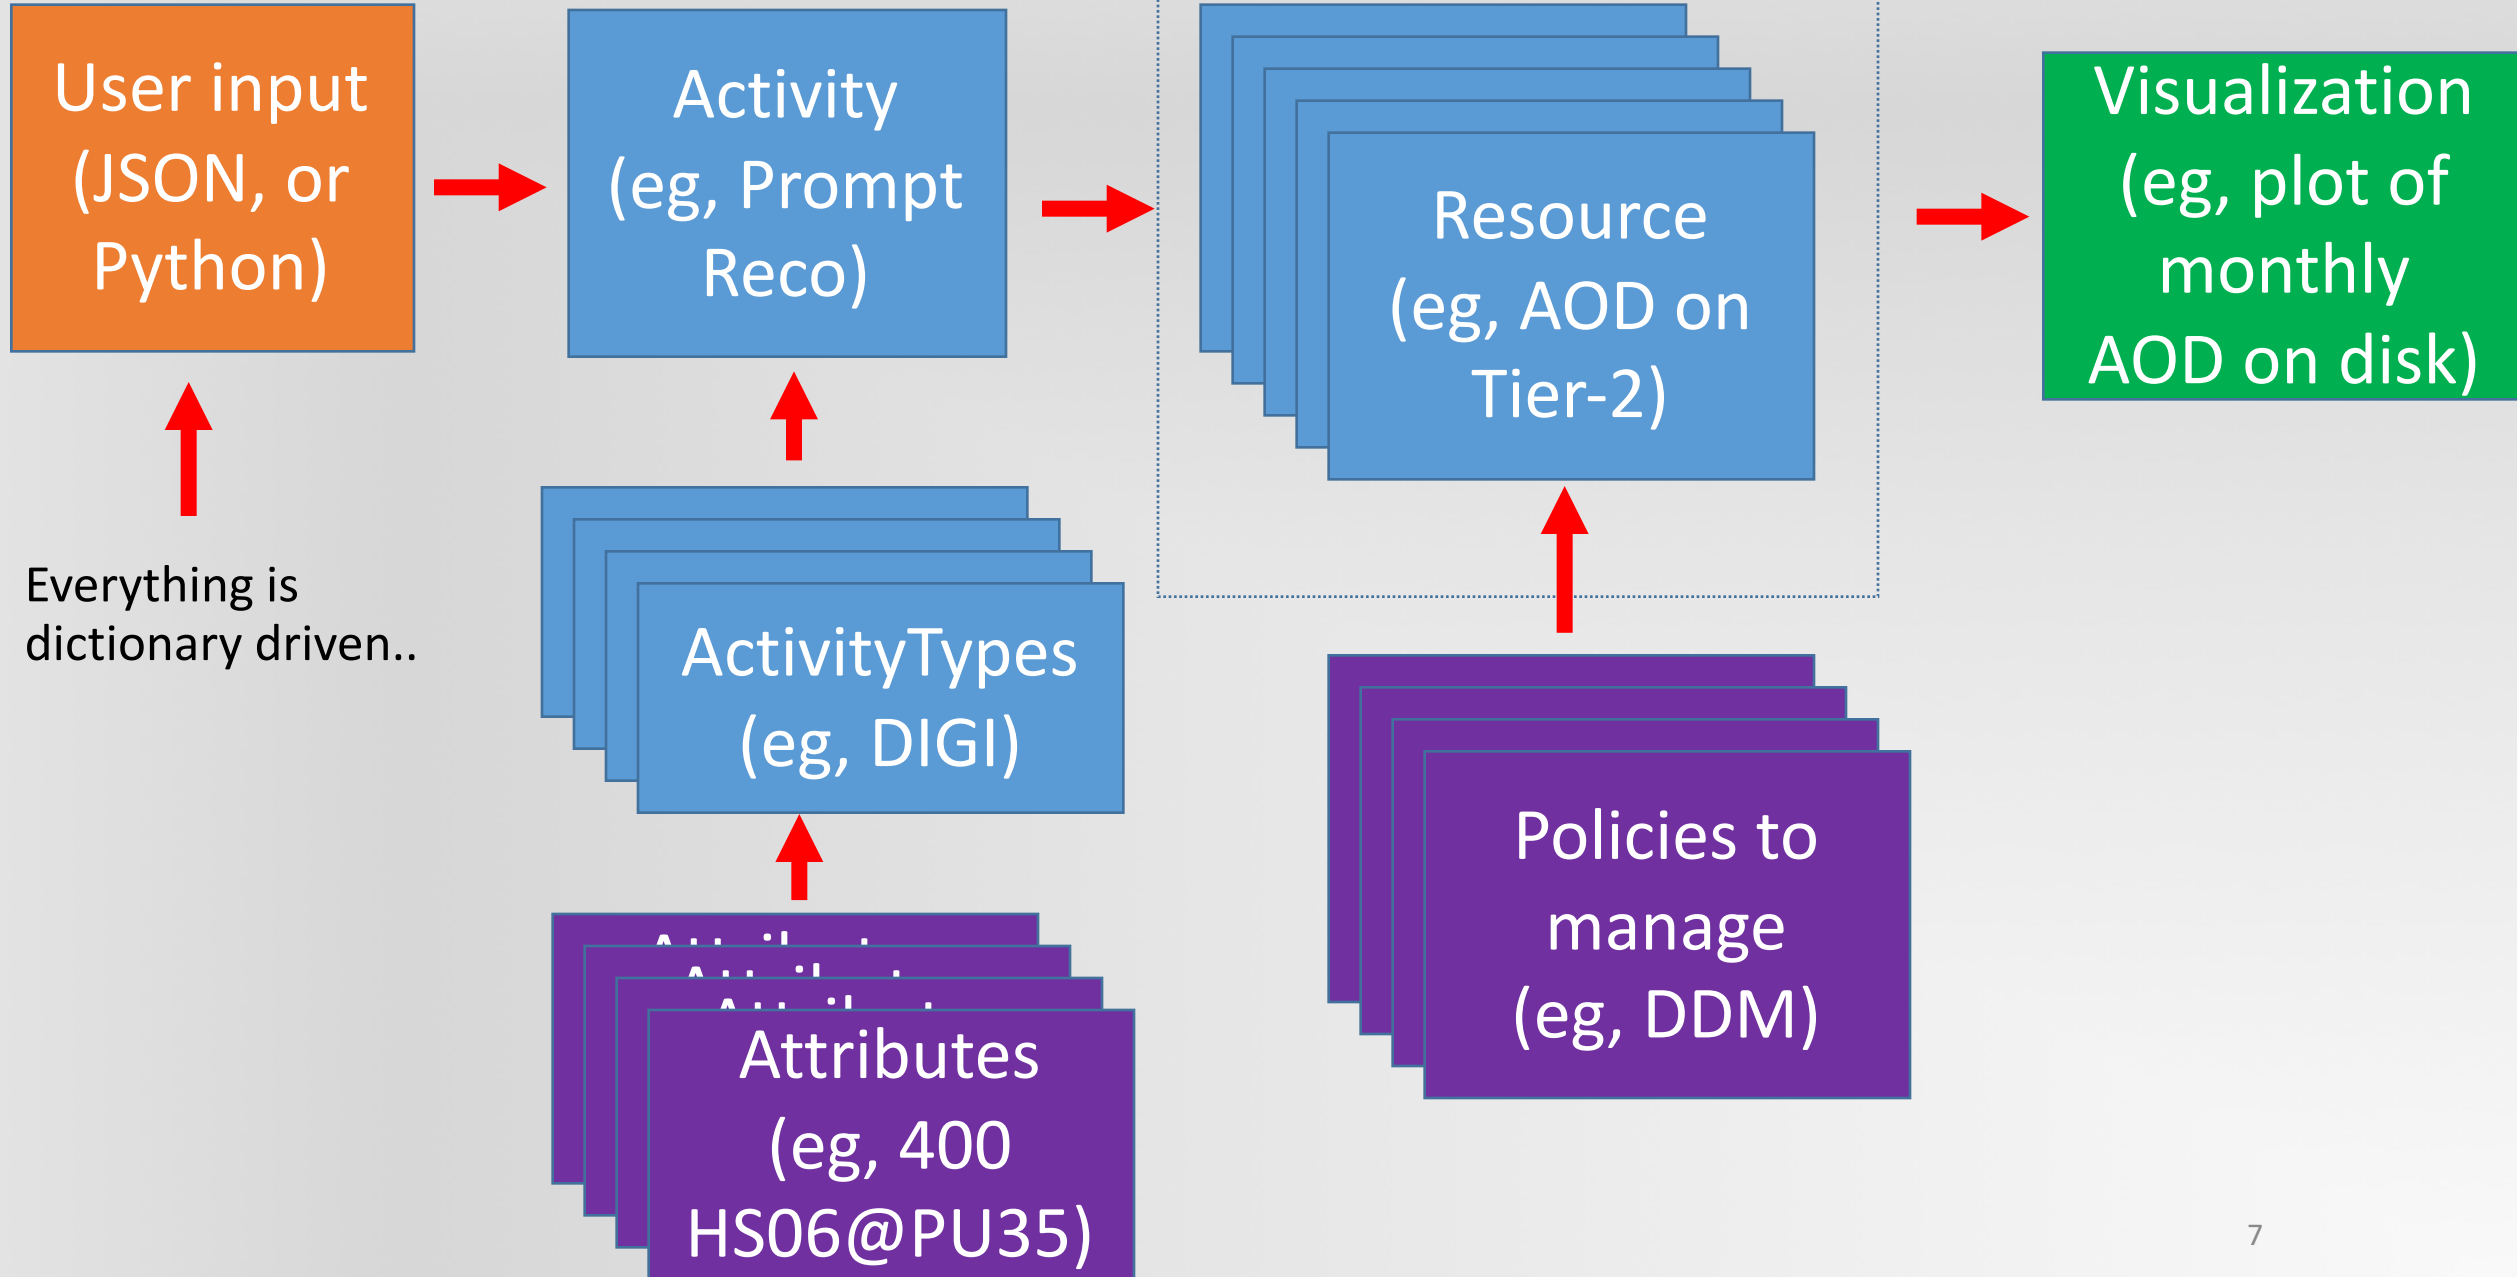 User input
(JSON, or
Python)
Activity
(eg, Prompt
Reco)
Resource
(eg, AOD on
Tier-2)
Visualization
(eg, plot of
monthly
AOD on disk)
Everything is
dictionary driven..
ActivityTypes
(eg, DIGI)
Policies to
manage
(eg, DDM)
Attributes
(eg, 400
HS06@PU35)
7